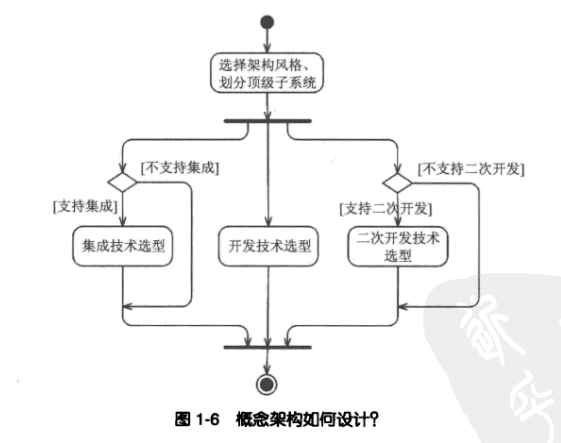 选择架构风格、
划分顶级子系统
[不支持集成]
[不支持二次开发]
[支持集成]
[支持二次开发]
集成技术选型
开发技术选型
二次开发技术
选型
图 1-6 概念架构如何设计?